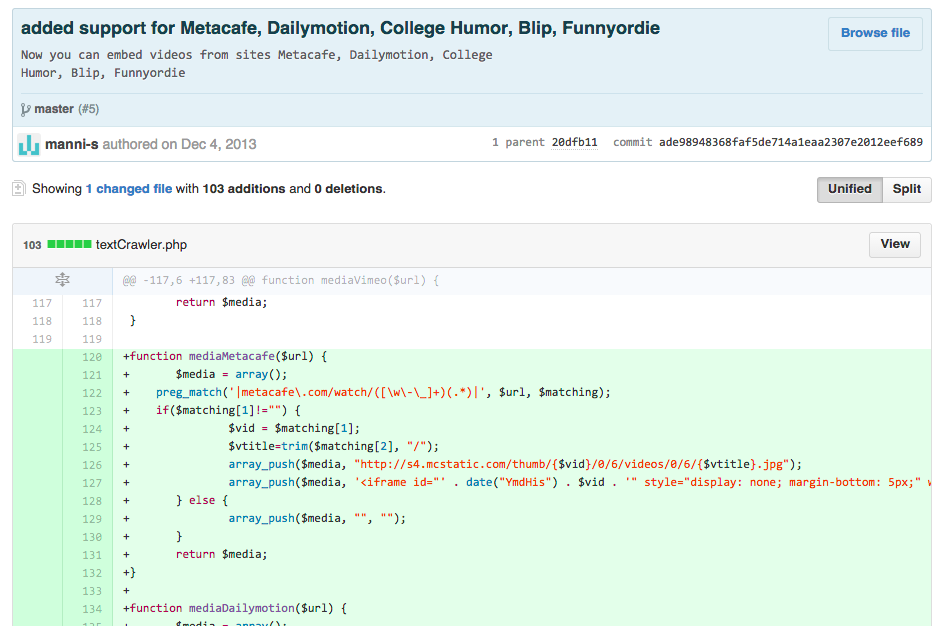 added support for Metacafe, Dailymotion, College Humor, Blip, Funnyordie
Browse file
Now you can embed videos from sites Metacafe, Dailymotion, College
Humor, Blip, Funnyordie
master (#5)
manni-s authored on Dec 4, 2013
1 parent 20dfb11 commit ade98948368faf5de714a1eaa2307e2012eef689
Showing 1 changed file with 103 additions and 0 deletions.
Unified Split
103 textCrawler.php
View
@@ -117,6 +117,83 @@ function mediaVimeo($url) {
117 117 return $media;
118 118 }
119 119
120 +function mediaMetacafe($url) {
121 + $media = array();
122 + preg_match('|metacafe\.com/watch/([\w\-\_]+)(.*)|', $url, $matching);
123 + if($matching[1]!="") {
124 + $vid = $matching[1];
125 + $vtitle=trim($matching[2], "/");
126 + array_push($media, "http://s4.mcstatic.com/thumb/{$vid}/0/6/videos/0/6/{$vtitle}.jpg");
127 + array_push($media, '<iframe id="' . date("YmdHis") . $vid . '" style="display: none; margin-bottom: 5px;" w
128 + } else {
129 + array_push($media, "", "");
130 + }
131 + return $media;
132 +}
133 +
134 +function mediaDailymotion($url) {
135 + $media = array();